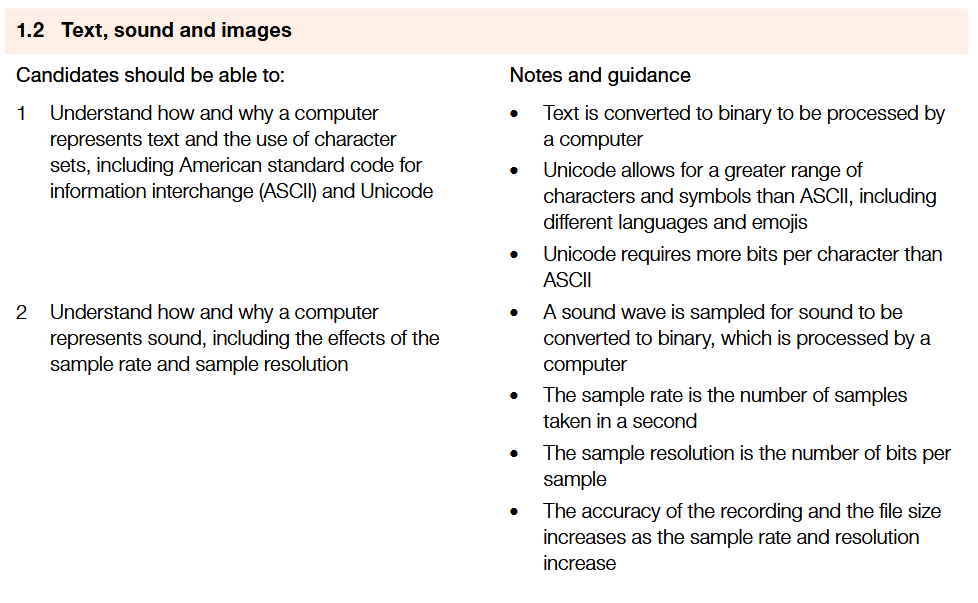 1.2 Text, sound and images
Candidates should be able to:
Notes and guidance
1 Understand how and why a computer
represents text and the use of character
sets, including American standard code for
information interchange (ASCII) and Unicode
• Text is converted to binary to be processed by
a computer
• Unicode allows for a greater range of
characters and symbols than ASCII, including
different languages and emojis
• Unicode requires more bits per character than
ASCII
2 Understand how and why a computer
represents sound, including the effects of the
sample rate and sample resolution
• A sound wave is sampled for sound to be
converted to binary, which is processed by a
computer
• The sample rate is the number of samples
taken in a second
• The sample resolution is the number of bits per
sample
• The accuracy of the recording and the file size
increases as the sample rate and resolution
increase